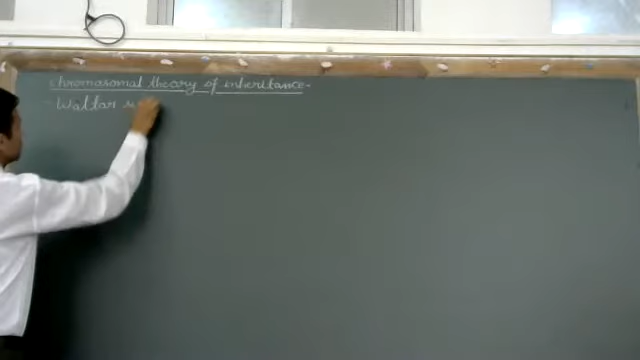 chromosomal theory of inheritance-
- Waltar